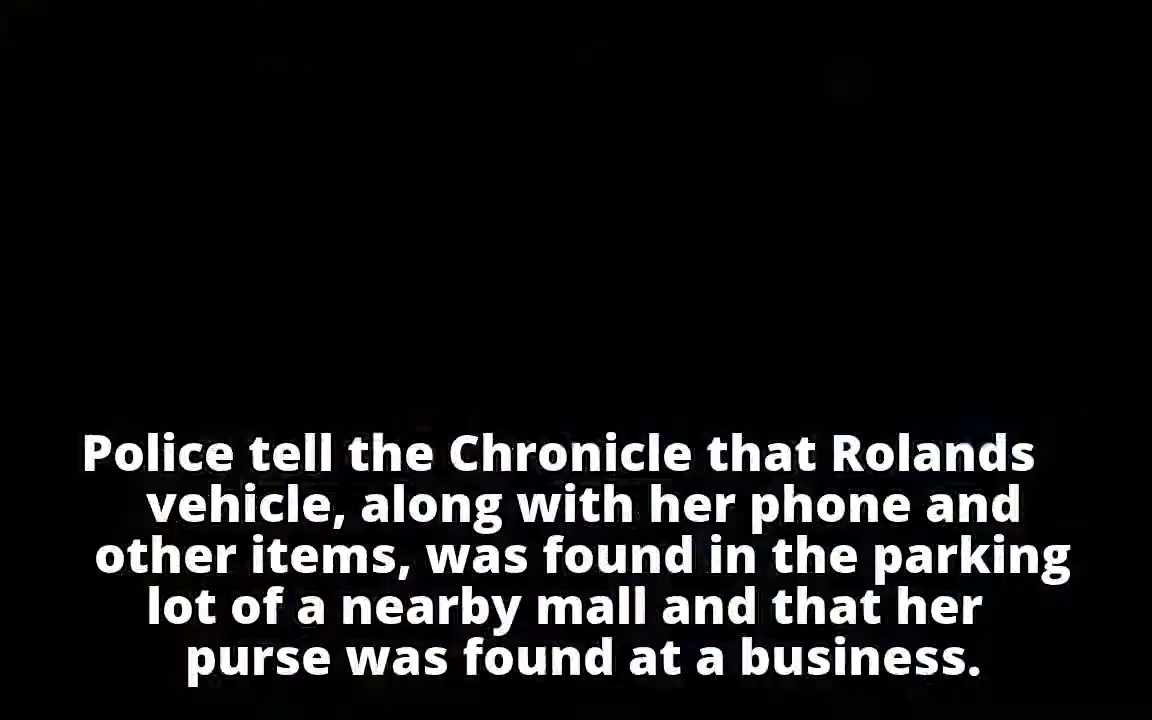 Police tell the Chronicle that Rolands
vehicle, along with her phone and
other items, was found in the parking
lot of a nearby mall and that her
purse was found at a business.